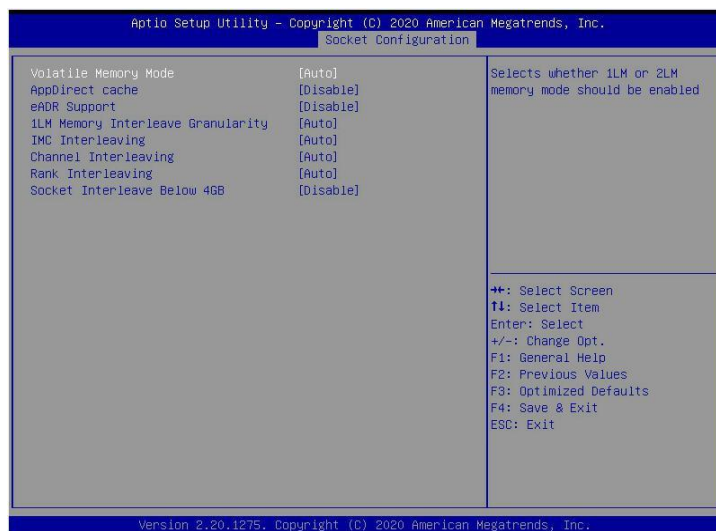 Aptio Setup Utility – Copyright (C) 2020 American Megatrends, Inc.
Socket Configuration
Volatile Memory Mode [Auto]
AppDirect cache [Disable]
eADR Support [Disable]
1LM Memory Interleave Granularity [Auto]
IMC Interleaving [Auto]
Channel Interleaving [Auto]
Rank Interleaving [Auto]
Socket Interleave Below 4GB [Disable]
Selects whether 1LM or 2LM
memory mode should be enabled
→←: Select Screen
↑↓: Select Item
Enter: Select
+/-: Change Opt.
F1: General Help
F2: Previous Values
F3: Optimized Defaults
F4: Save & Exit
ESC: Exit
Version 2.20.1275. Copyright (C) 2020 American Megatrends, Inc.